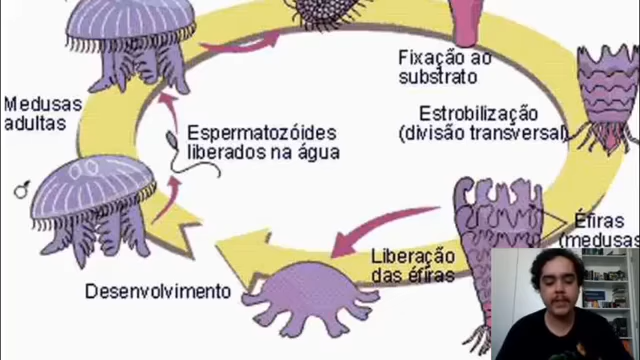 Fixação ao
substrato
Medusas
adultas
Estrobilização
(divisão transversal)
Espermatozóides
liberados na água
♂
Éfiras
(medusas
Liberação
das éfiras
Desenvolvimento